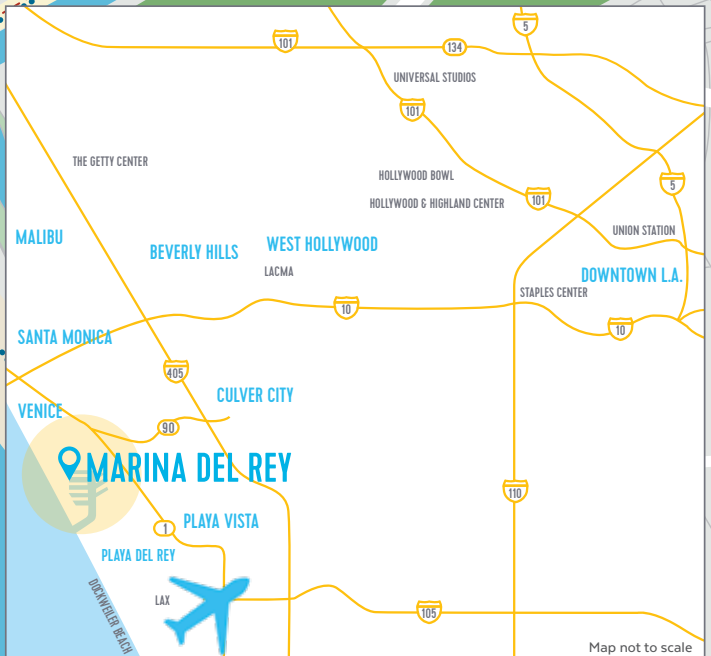 5
101
134
UNIVERSAL STUDIOS
101
THE GETTY CENTER
HOLLYWOOD BOWL
5
HOLLYWOOD & HIGHLAND CENTER
101
MALIBU
UNION STATION
BEVERLY HILLS
WEST HOLLYWOOD
LACMA
DOWNTOWN L.A.
STAPLES CENTER
10
10
SANTA MONICA
405
CULVER CITY
VENICE
90
MARINA DEL REY
110
1
PLAYA VISTA
PLAYA DEL REY
DOCKWEILER BEACH
LAX
105
Map not to scale